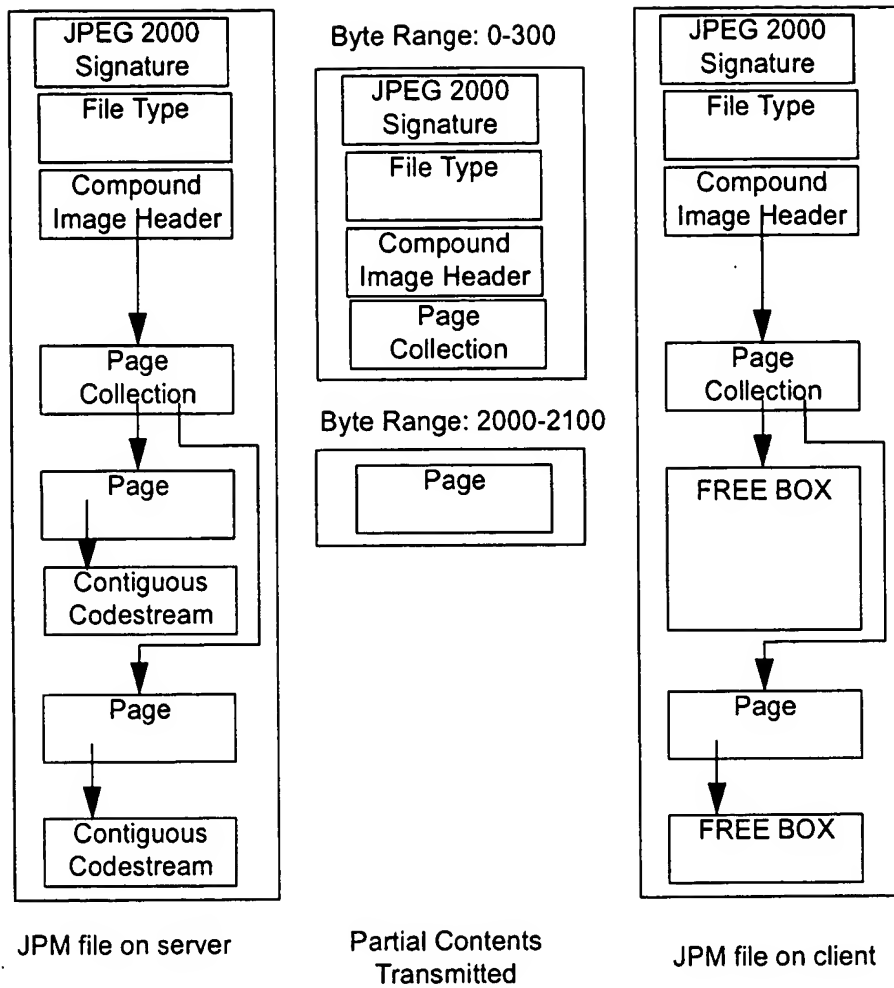 JPEG 2000
Signature
File Type
Compound
Image Header
Page
Collection
Page
Contiguous
Codestream
Page
Contiguous
Codestream
JPM file on server
Byte Range: 0-300
JPEG 2000
Signature
File Type
Compound
Image Header
Page
Collection
Byte Range: 2000-2100
Page
Partial Contents
Transmitted
JPEG 2000
Signature
File Type
Compound
Image Header
Page
Collection
FREE BOX
Page
FREE BOX
JPM file on client